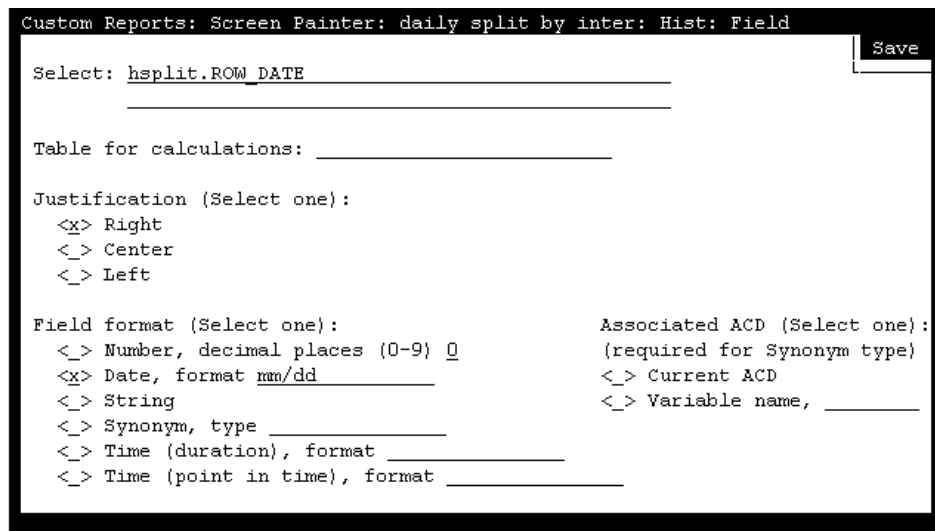 Custom Reports: Screen Painter: daily split by inter: Hist: Field
Save
Select: hsplit.ROW_DATE
Table for calculations:
Justification (Select one):
<x> Right
<_> Center
<_> Left
Field format (Select one):
<_> Number, decimal places (0-9) 0
<x> Date, format mm/dd
<_> String
<_> Synonym, type
<_> Time (duration), format
<_> Time (point in time), format
Associated ACD (Select one):
(required for Synonym type)
<_> Current ACD
<_> Variable name,